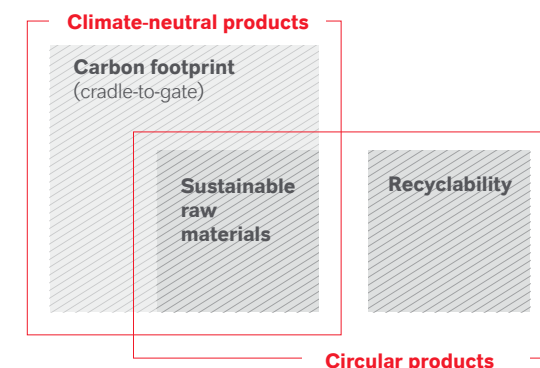 Climate-neutral products
Carbon footprint
(cradle-to-gate)
Sustainable
raw
materials
Recyclability
Circular products